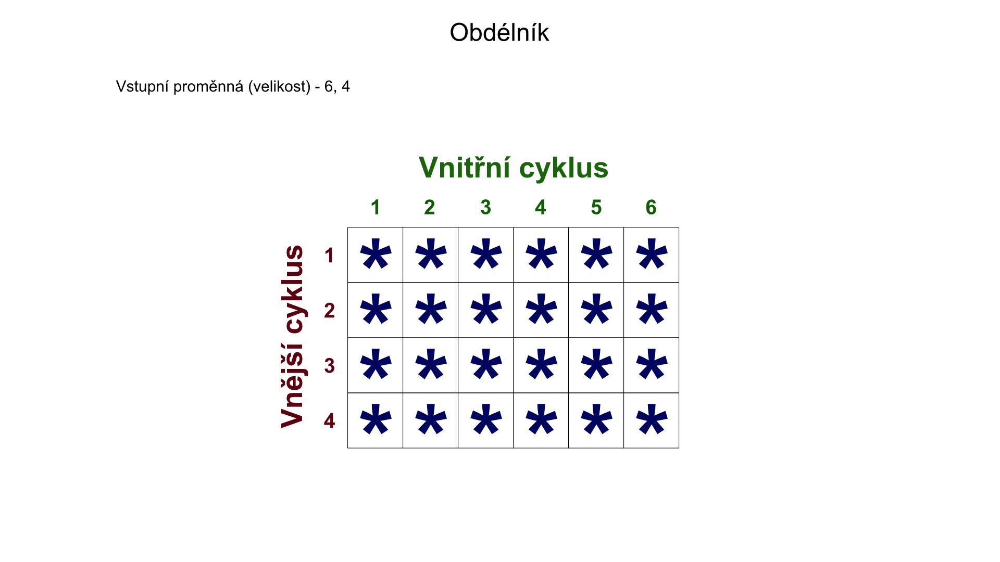 Obdélník
Vstupní proměnná (velikost) - 6, 4
Vnitřní cyklus
1 2 3 4 5 6
Vnější cyklus
1 * * * * * *
2 * * * * * *
3 * * * * * *
4 * * * * * *